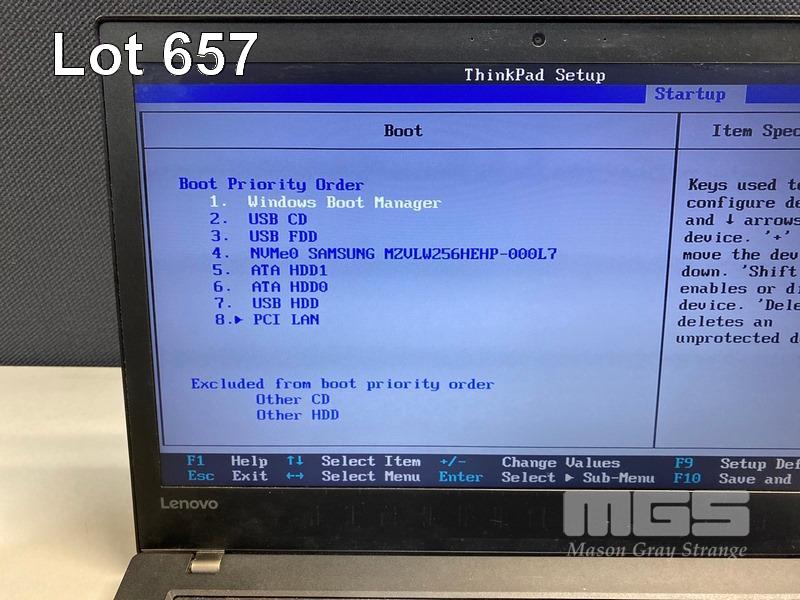 Lot 657
ThinkPad Setup
Startup
Boot
Item Spec
Boot Priority Order
1. Windows Boot Manager
2. USB CD
3. USB FDD
4. NVMe0 SAMSUNG MZVLW256HEHP-000L7
5. ATA HDD1
6. ATA HDD0
7. USB HDD
8.▶ PCI LAN
Excluded from boot priority order
Other CD
Other HDD
Keys used to
configure de
and ↓ arrows
device. '+'
move the dev
down. 'Shift
enables or di
device. 'Dele
deletes an
unprotected d
F1 Help ↑↓ Select Item +/- Change Values F9 Setup Def
Esc Exit ←→ Select Menu Enter Select ▶ Sub-Menu F10 Save and
Lenovo
MGS
Mason Gray Strange